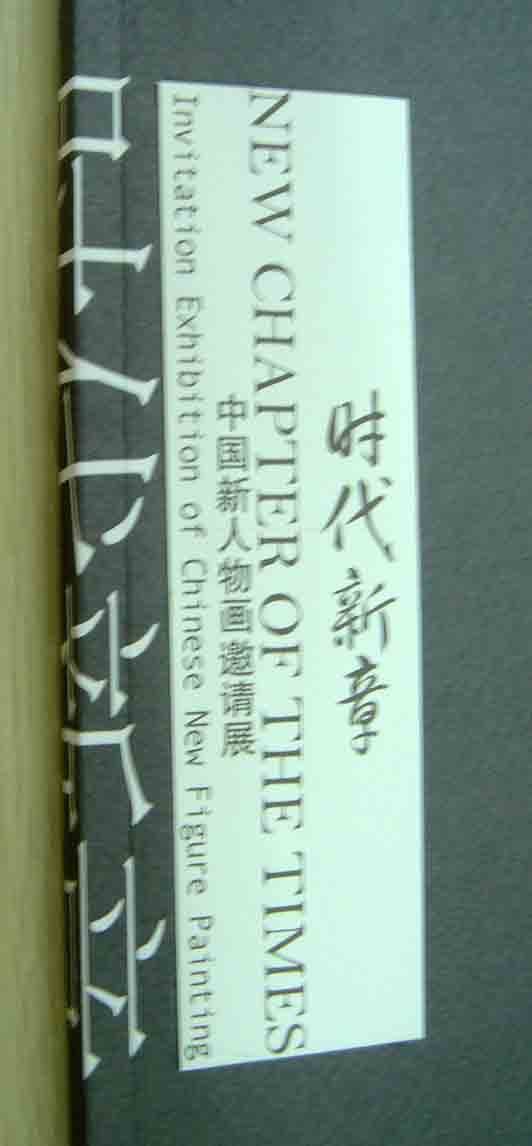 时代新章
NEW CHAPTER OF THE TIMES
中国新人物画邀请展
Invitation Exhibition of Chinese New Figure Painting